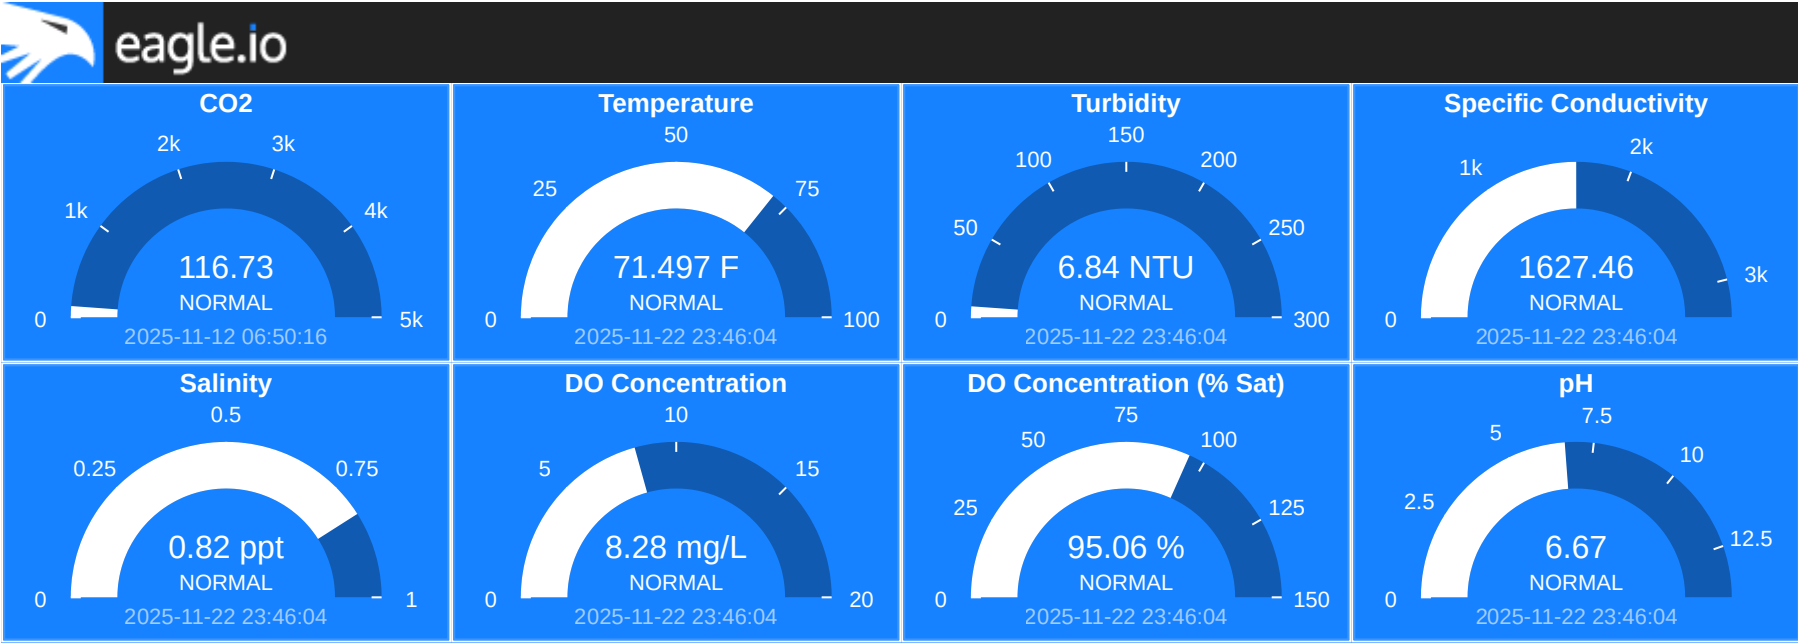 eagle.io
CO2
2k
3k
1k
4k
116.73
NORMAL
0
5k
2025-11-12 06:50:16
Temperature
50
25
75
71.497 F
NORMAL
0
100
2025-11-22 23:46:04
Turbidity
150
100
200
50
250
6.84 NTU
NORMAL
0
300
2025-11-22 23:46:04
Specific Conductivity
2k
1k
3k
1627.46
NORMAL
0
2025-11-22 23:46:04
Salinity
0.5
0.25
0.75
0.82 ppt
NORMAL
0
1
2025-11-22 23:46:04
DO Concentration
10
5
15
8.28 mg/L
NORMAL
0
20
2025-11-22 23:46:04
DO Concentration (% Sat)
75
50
100
25
125
95.06 %
NORMAL
0
150
2025-11-22 23:46:04
pH
7.5
5
10
2.5
12.5
6.67
NORMAL
0
2025-11-22 23:46:04